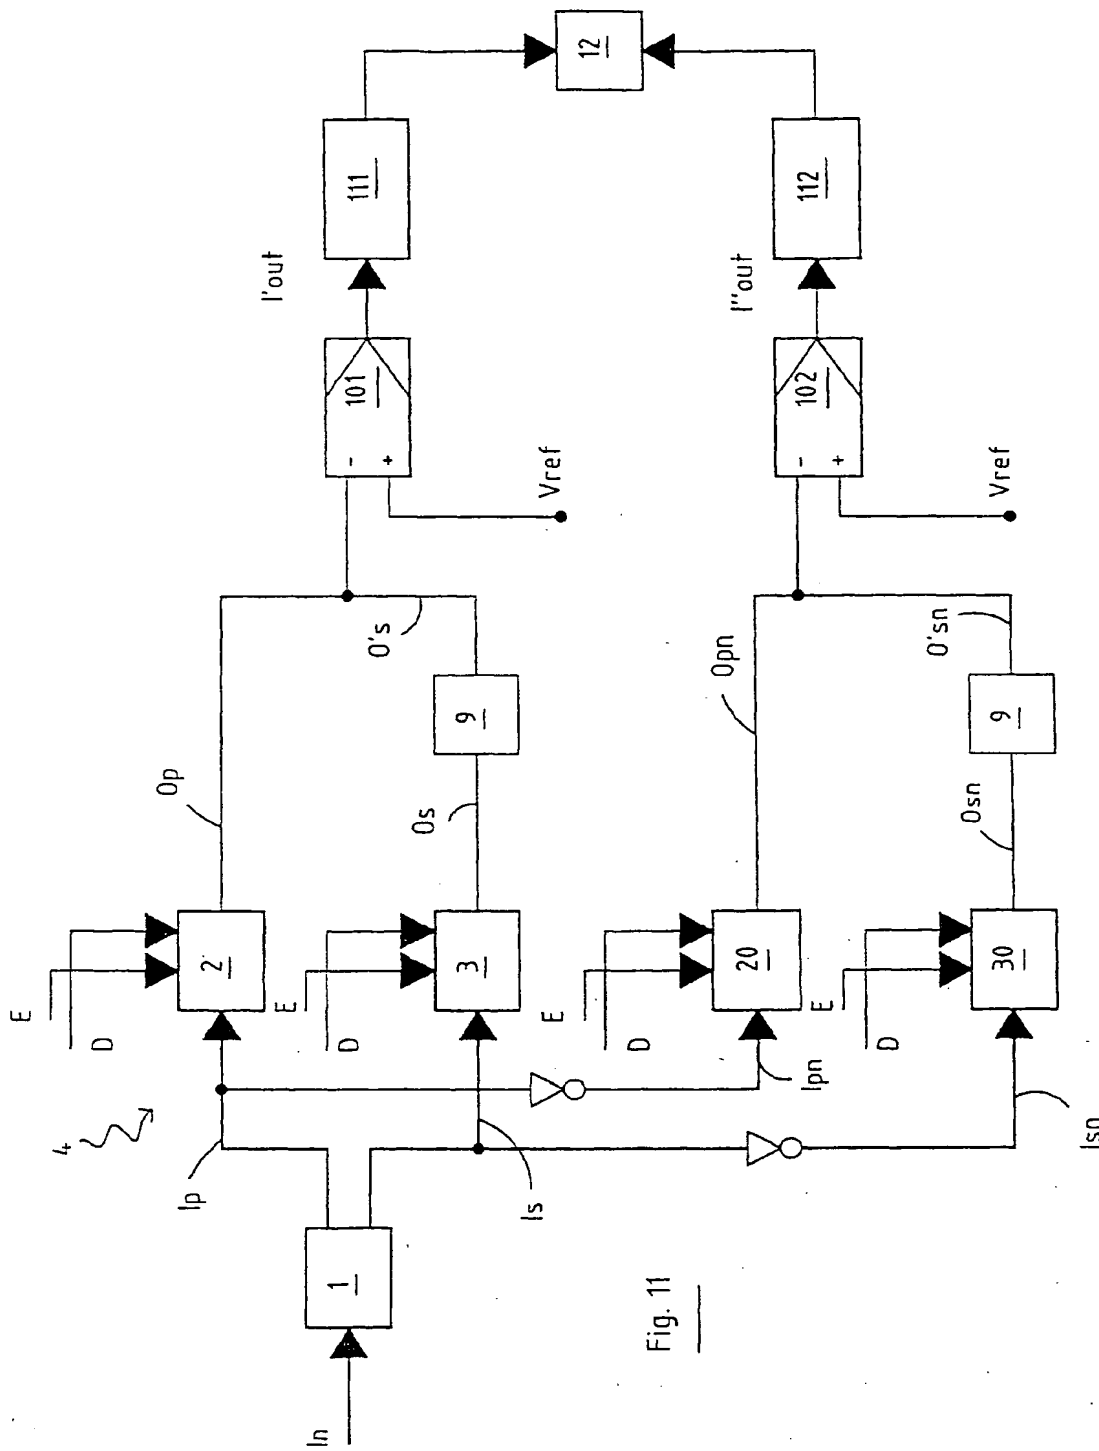 In
1
Ip
Is
4
E
D
2
E
D
3
E
D
20
E
D
30
Ipn
Isn
Op
Os
9
O's
Opn
Osn
9
O'sn
-
+
101
Vref
I'out
111
-
+
102
Vref
I"out
112
12
Fig. 11